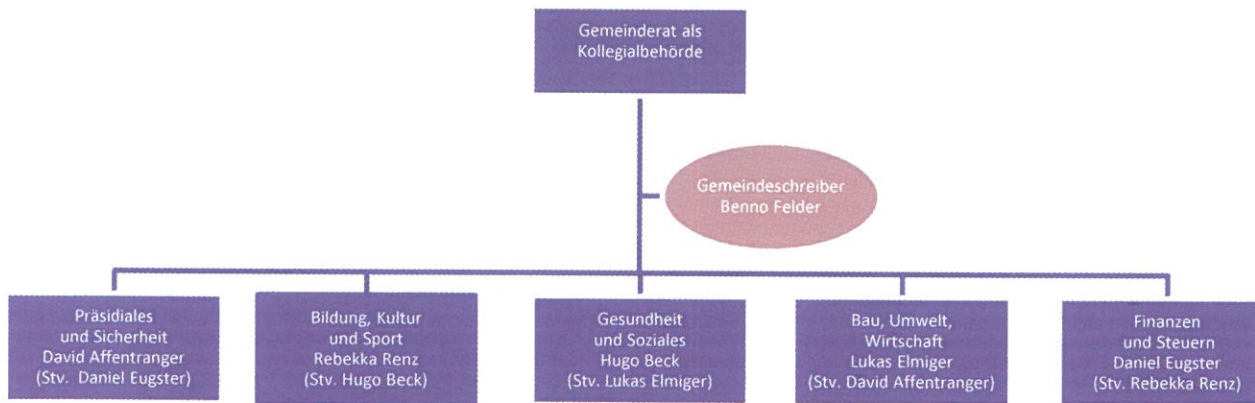 Gemeinderat als
Kollegialbehörde
Gemeindeschreiber
Benno Felder
Präsidiales
und Sicherheit
David Affentranger
(Stv. Daniel Eugster)
Bildung, Kultur
und Sport
Rebekka Renz
(Stv. Hugo Beck)
Gesundheit
und Soziales
Hugo Beck
(Stv. Lukas Elmiger)
Bau, Umwelt,
Wirtschaft
Lukas Elmiger
(Stv. David Affentranger)
Finanzen
und Steuern
Daniel Eugster
(Stv. Rebekka Renz)